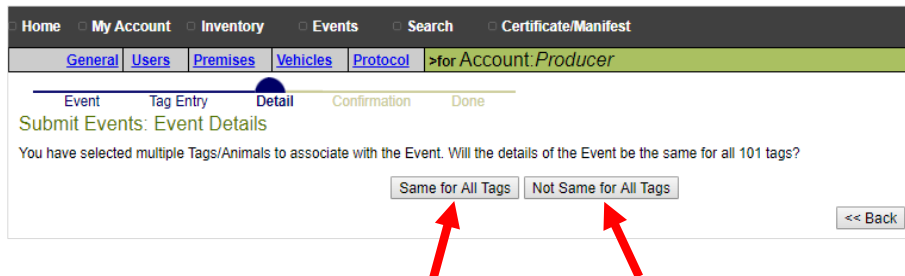 Home My Account Inventory Events Search Certificate/Manifest
General Users Premises Vehicles Protocol >for Account:Producer
Event Tag Entry Detail Confirmation Done
Submit Events: Event Details
You have selected multiple Tags/Animals to associate with the Event. Will the details of the Event be the same for all 101 tags?
Same for All Tags Not Same for All Tags
<< Back